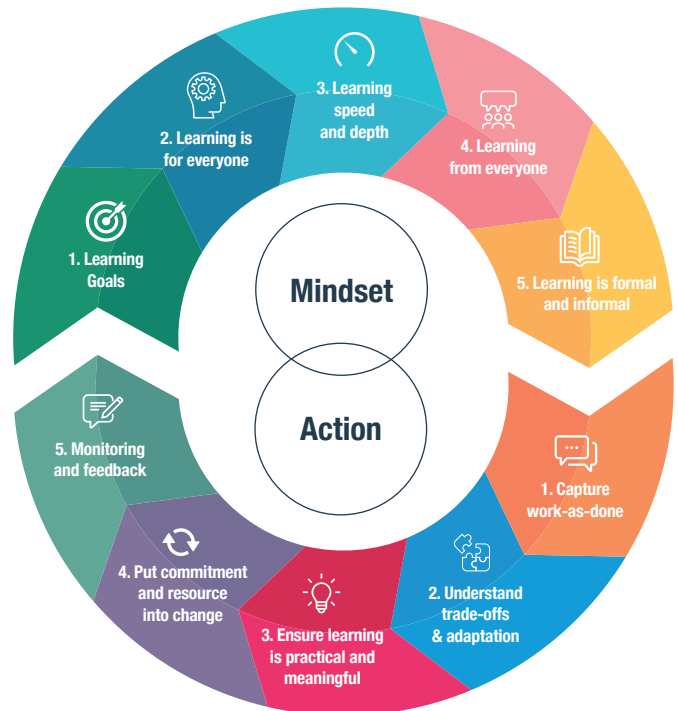 1. Learning
Goals
2. Learning is
for everyone
3. Learning
speed
and depth
4. Learning
from everyone
5. Learning is formal
and informal
Mindset
Action
1. Capture
work-as-done
2. Understand
trade-offs
& adaptation
3. Ensure learning
is practical and
meaningful
4. Put commitment
and resource
into change
5. Monitoring
and feedback